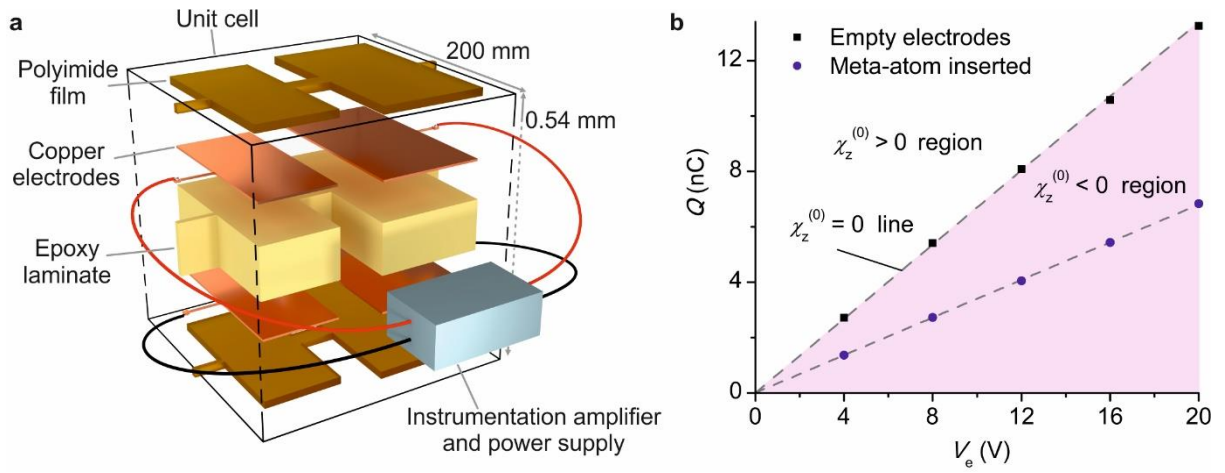 a
Unit cell
200 mm
Polyimide
film
0.54 mm
Copper
electrodes
Epoxy
laminate
Instrumentation amplifier
and power supply
b
Empty electrodes
Meta-atom inserted
χz(0) > 0 region
χz(0) < 0 region
χz(0) = 0 line
Q (nC)
12
8
4
0
0
4
8
12
16
20
Ve (V)